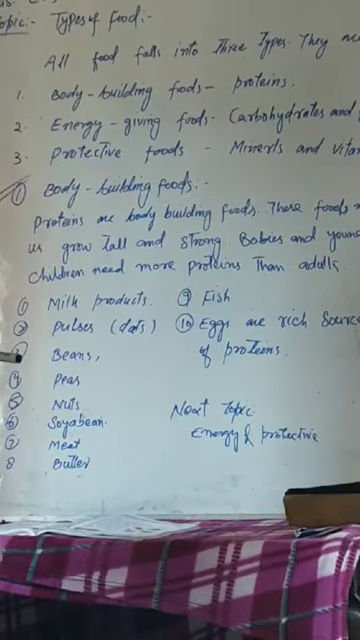 Topic:- Types of Food:-
All food falls into Three Types. They
1. Body-building foods - proteins.
2. Energy-giving foods - Carbohydrates and
3. Protective foods - Minerls and
① Body-building foods:-
Proteins are body building foods. These foods
us grow tall and strong. Babies and
children need more proteins than adults.
① Milk products.
② Pulses (dals)
③ Beans,
④ Peas
⑤ Nuts
⑥ Soyabean.
⑦ Meat
8 Butter
⑨ Fish
⑩ Eggs are rich
of proteins.
Next topic
Energy & protective